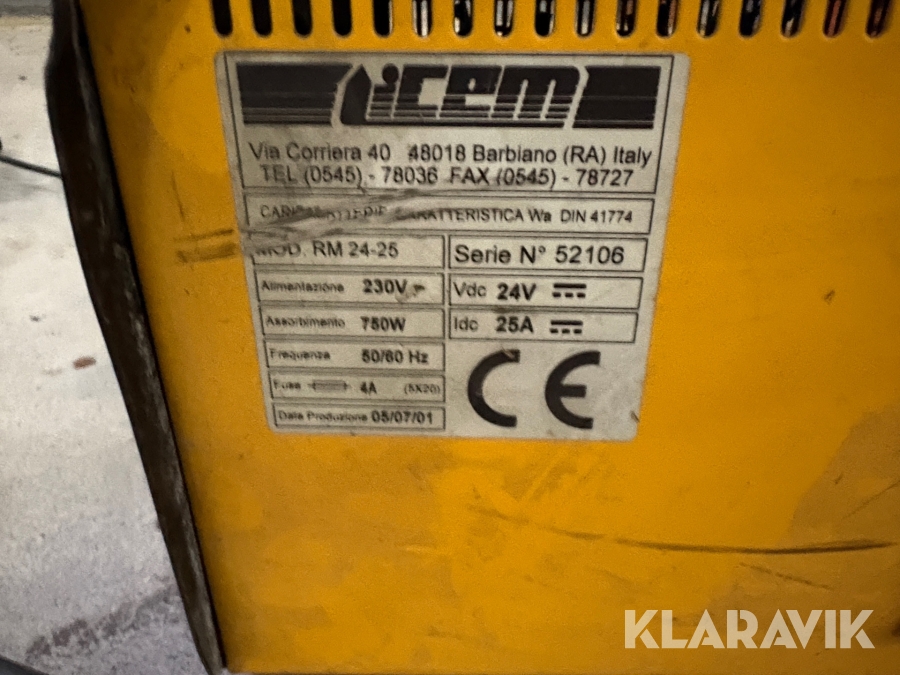 icem
Via Corriera 40 48018 Barbiano (RA) Italy
TEL (0545) - 78036 FAX (0545) - 78727
CARATTERISTICA Wa DIN 41774
MOD. RM 24-25
Serie N° 52106
Alimentazione 230V
Vdc 24V
Assorbimento 750W
Idc 25A
Frequenza 50/60 Hz
Fuse 4A (5X20)
Data Produzione 05/07/01
CE
KLARAVIK